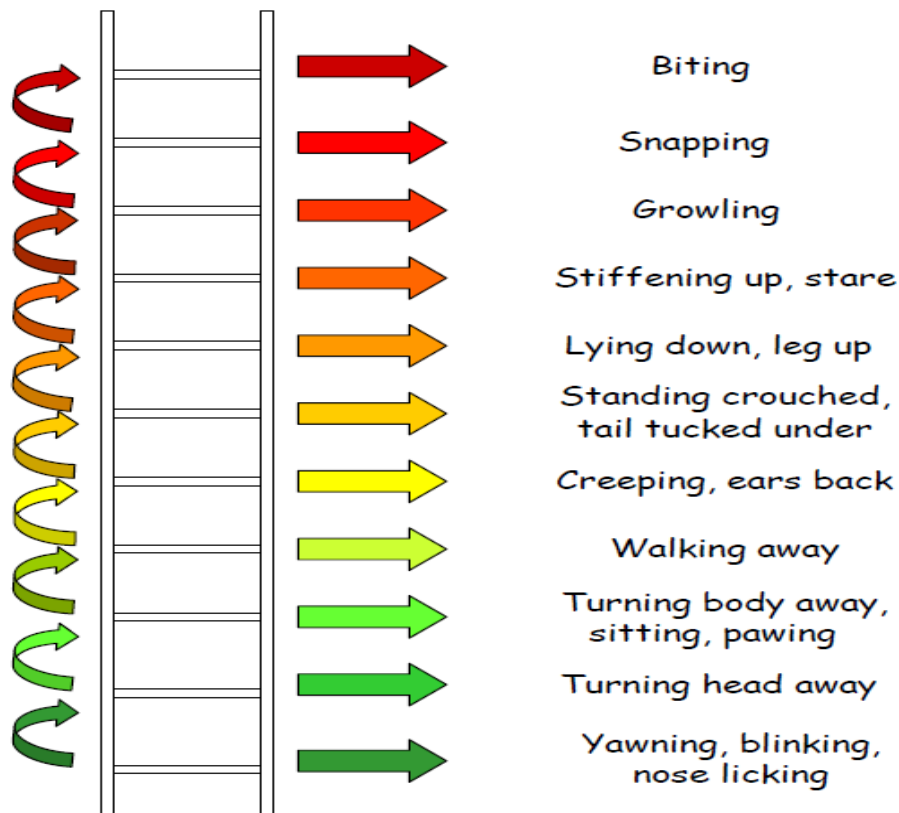 Biting
Snapping
Growling
Stiffening up, stare
Lying down, leg up
Standing crouched,
tail tucked under
Creeping, ears back
Walking away
Turning body away,
sitting, pawing
Turning head away
Yawning, blinking,
nose licking